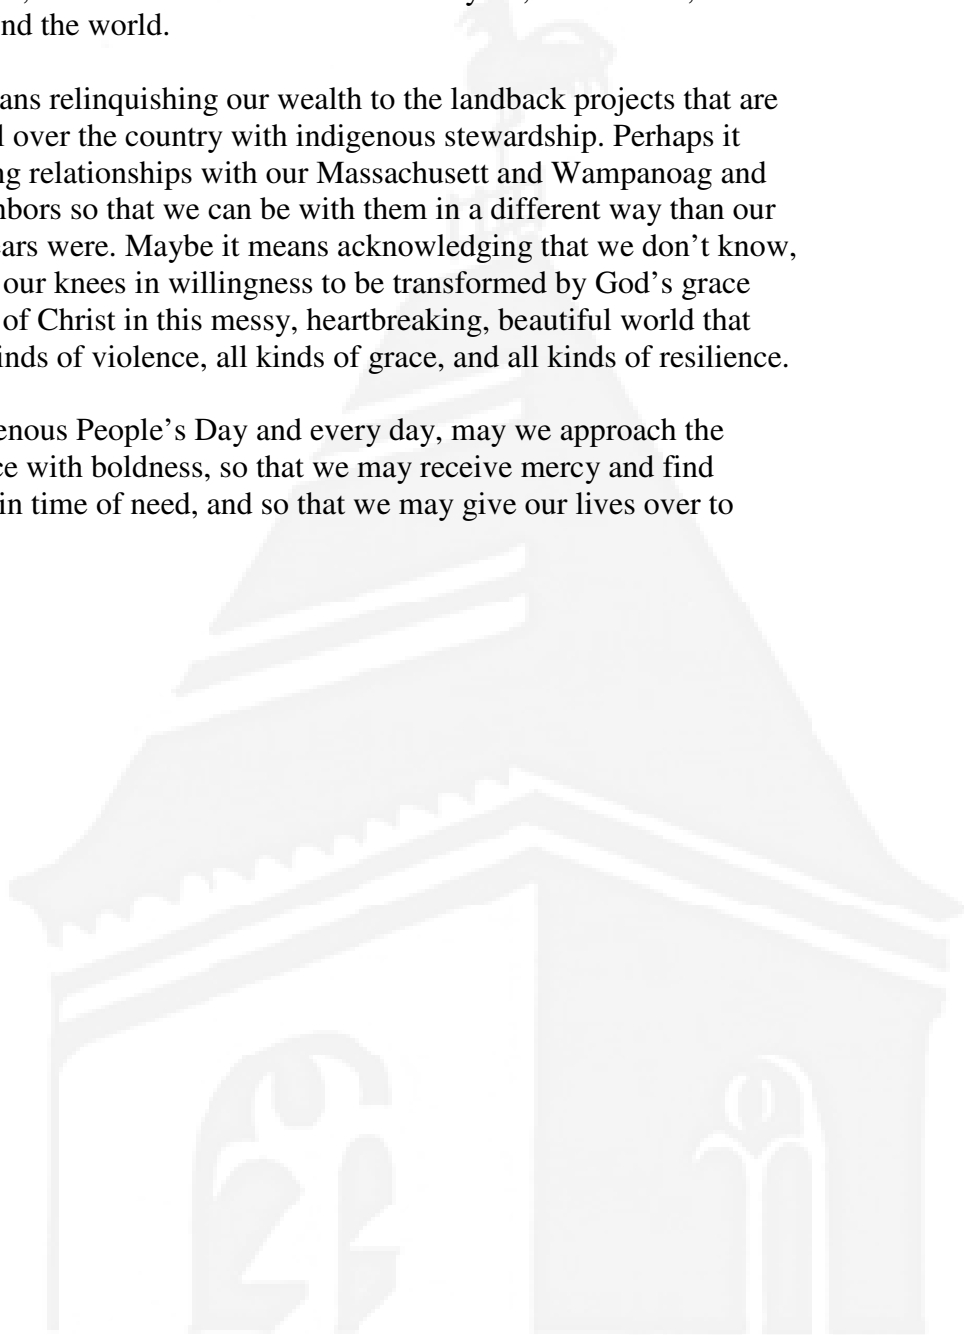 nd the world.
ans relinquishing our wealth to the landback projects that are
l over the country with indigenous stewardship. Perhaps it
ng relationships with our Massachusett and Wampanoag and
nbors so that we can be with them in a different way than our
ears were. Maybe it means acknowledging that we don’t know,
our knees in willingness to be transformed by God’s grace
of Christ in this messy, heartbreaking, beautiful world that
inds of violence, all kinds of grace, and all kinds of resilience.
enous People’s Day and every day, may we approach the
ce with boldness, so that we may receive mercy and find
in time of need, and so that we may give our lives over to